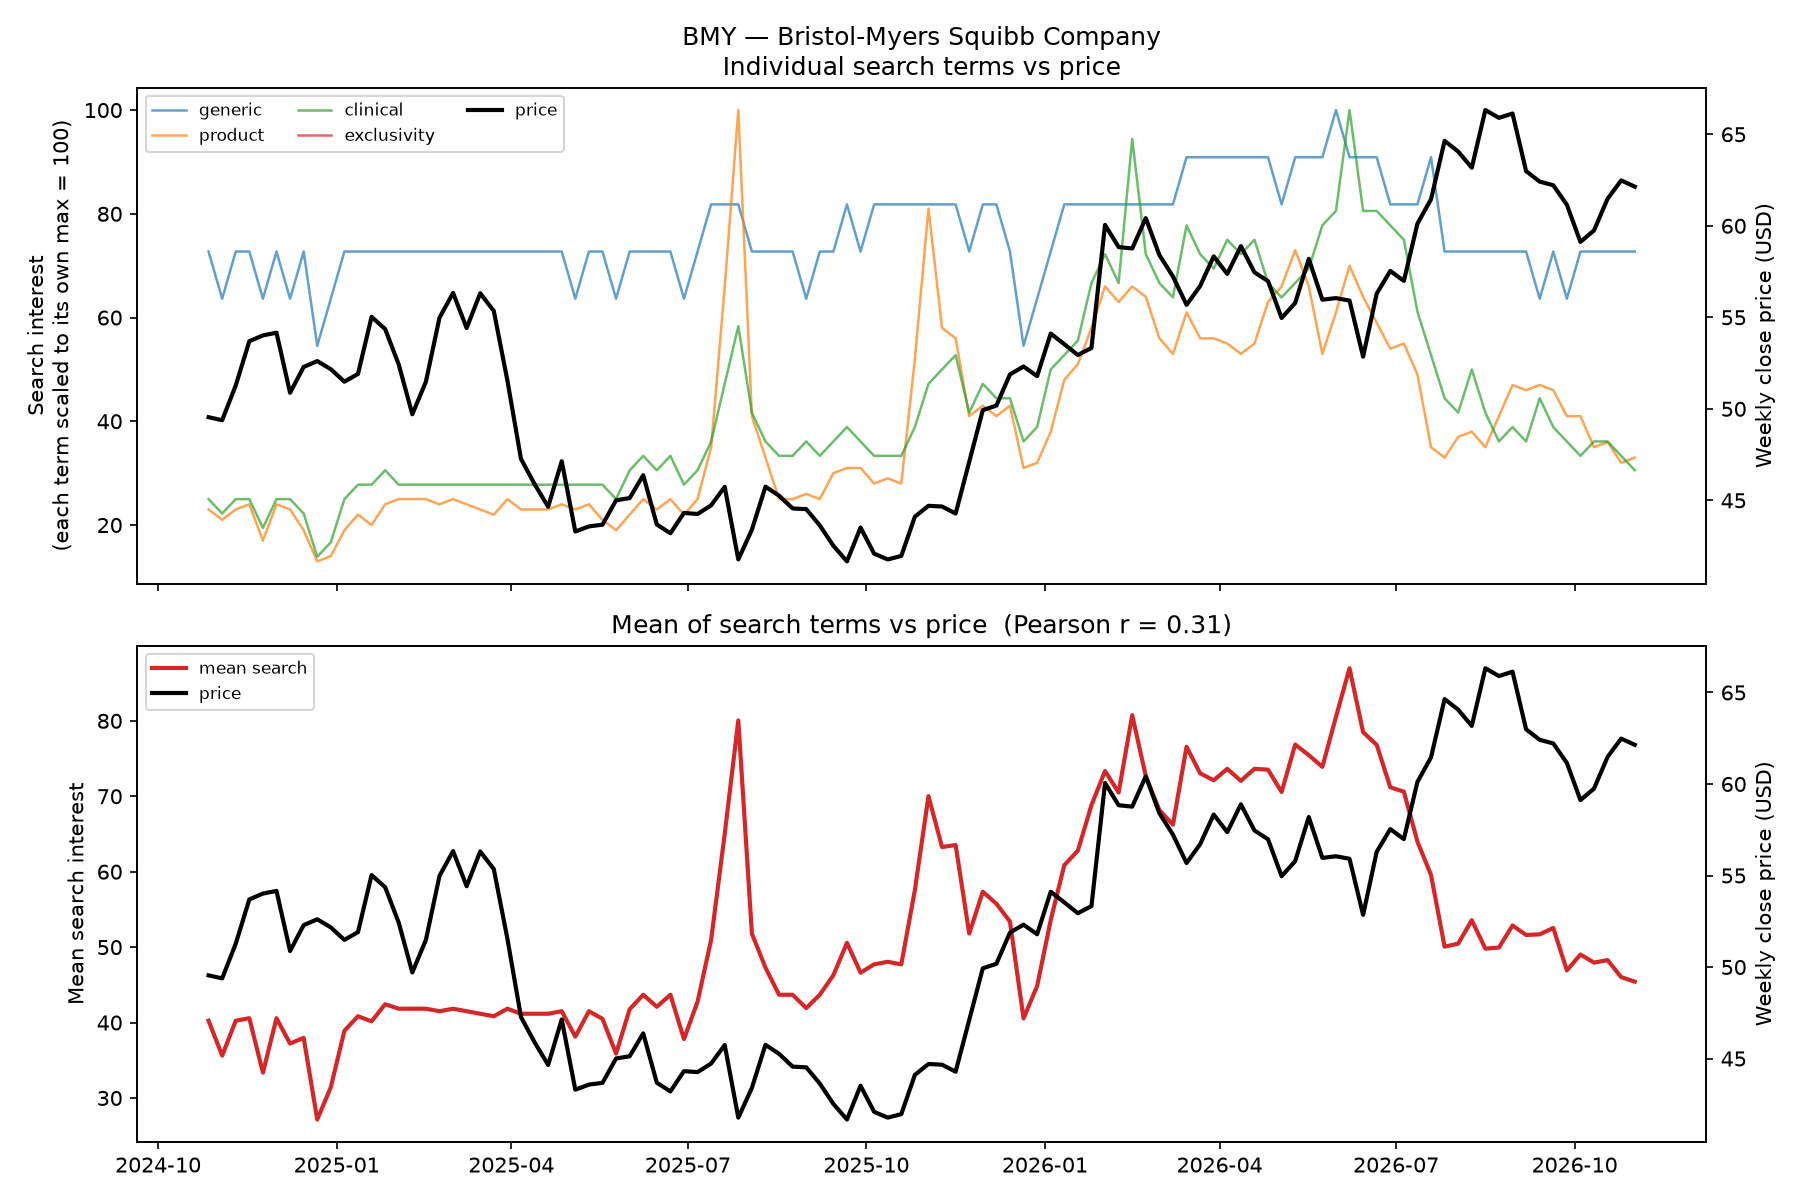 BMY — Bristol-Myers Squibb Company
Individual search terms vs price
generic
product
clinical
exclusivity
price
Search interest
(each term scaled to its own max = 100)
100
80
60
40
20
Weekly close price (USD)
65
60
55
50
45
Mean of search terms vs price (Pearson r = 0.31)
mean search
price
Mean search interest
80
70
60
50
40
30
Weekly close price (USD)
65
60
55
50
45
2024-10
2025-01
2025-04
2025-07
2025-10
2026-01
2026-04
2026-07
2026-10